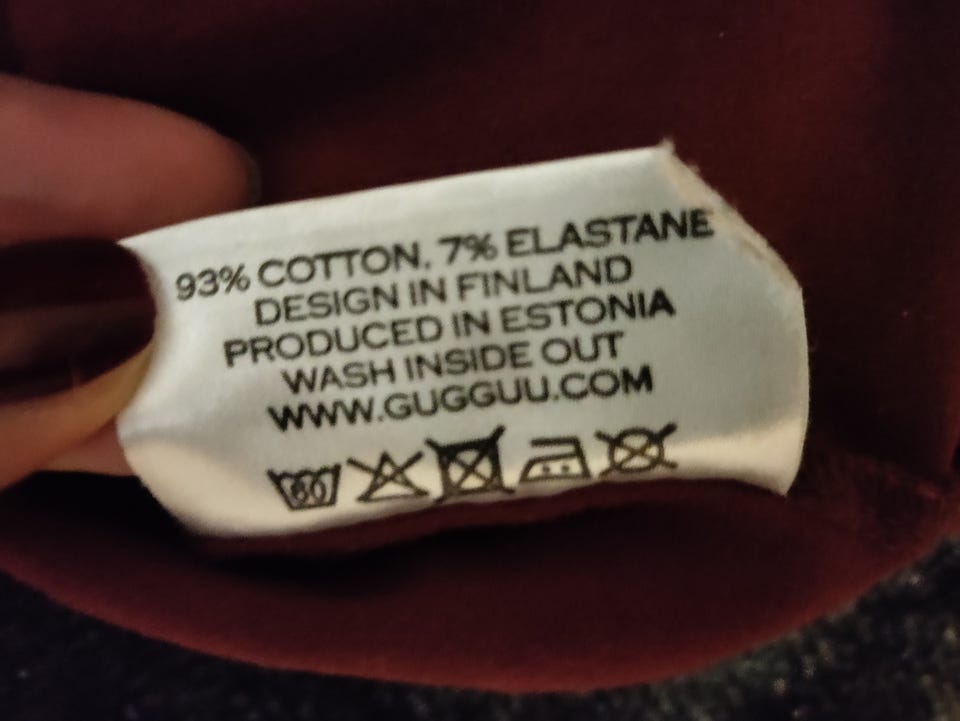 93% COTTON. 7% ELASTANE
DESIGN IN FINLAND
PRODUCED IN ESTONIA
WASH INSIDE OUT
WWW.GUGGUU.COM
60